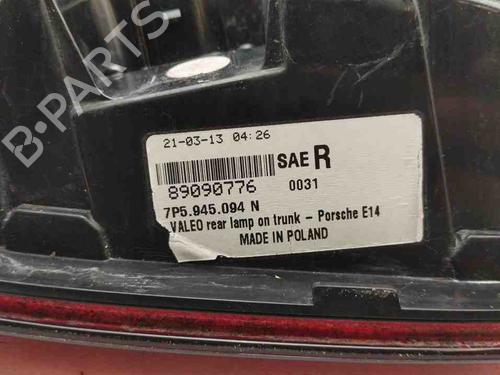 21-03-13 04:26
SAE R
89090776 0031
7P5.945.094 N
VALEO rear lamp on trunk - Porsche E14
MADE IN POLAND
B-PARTS